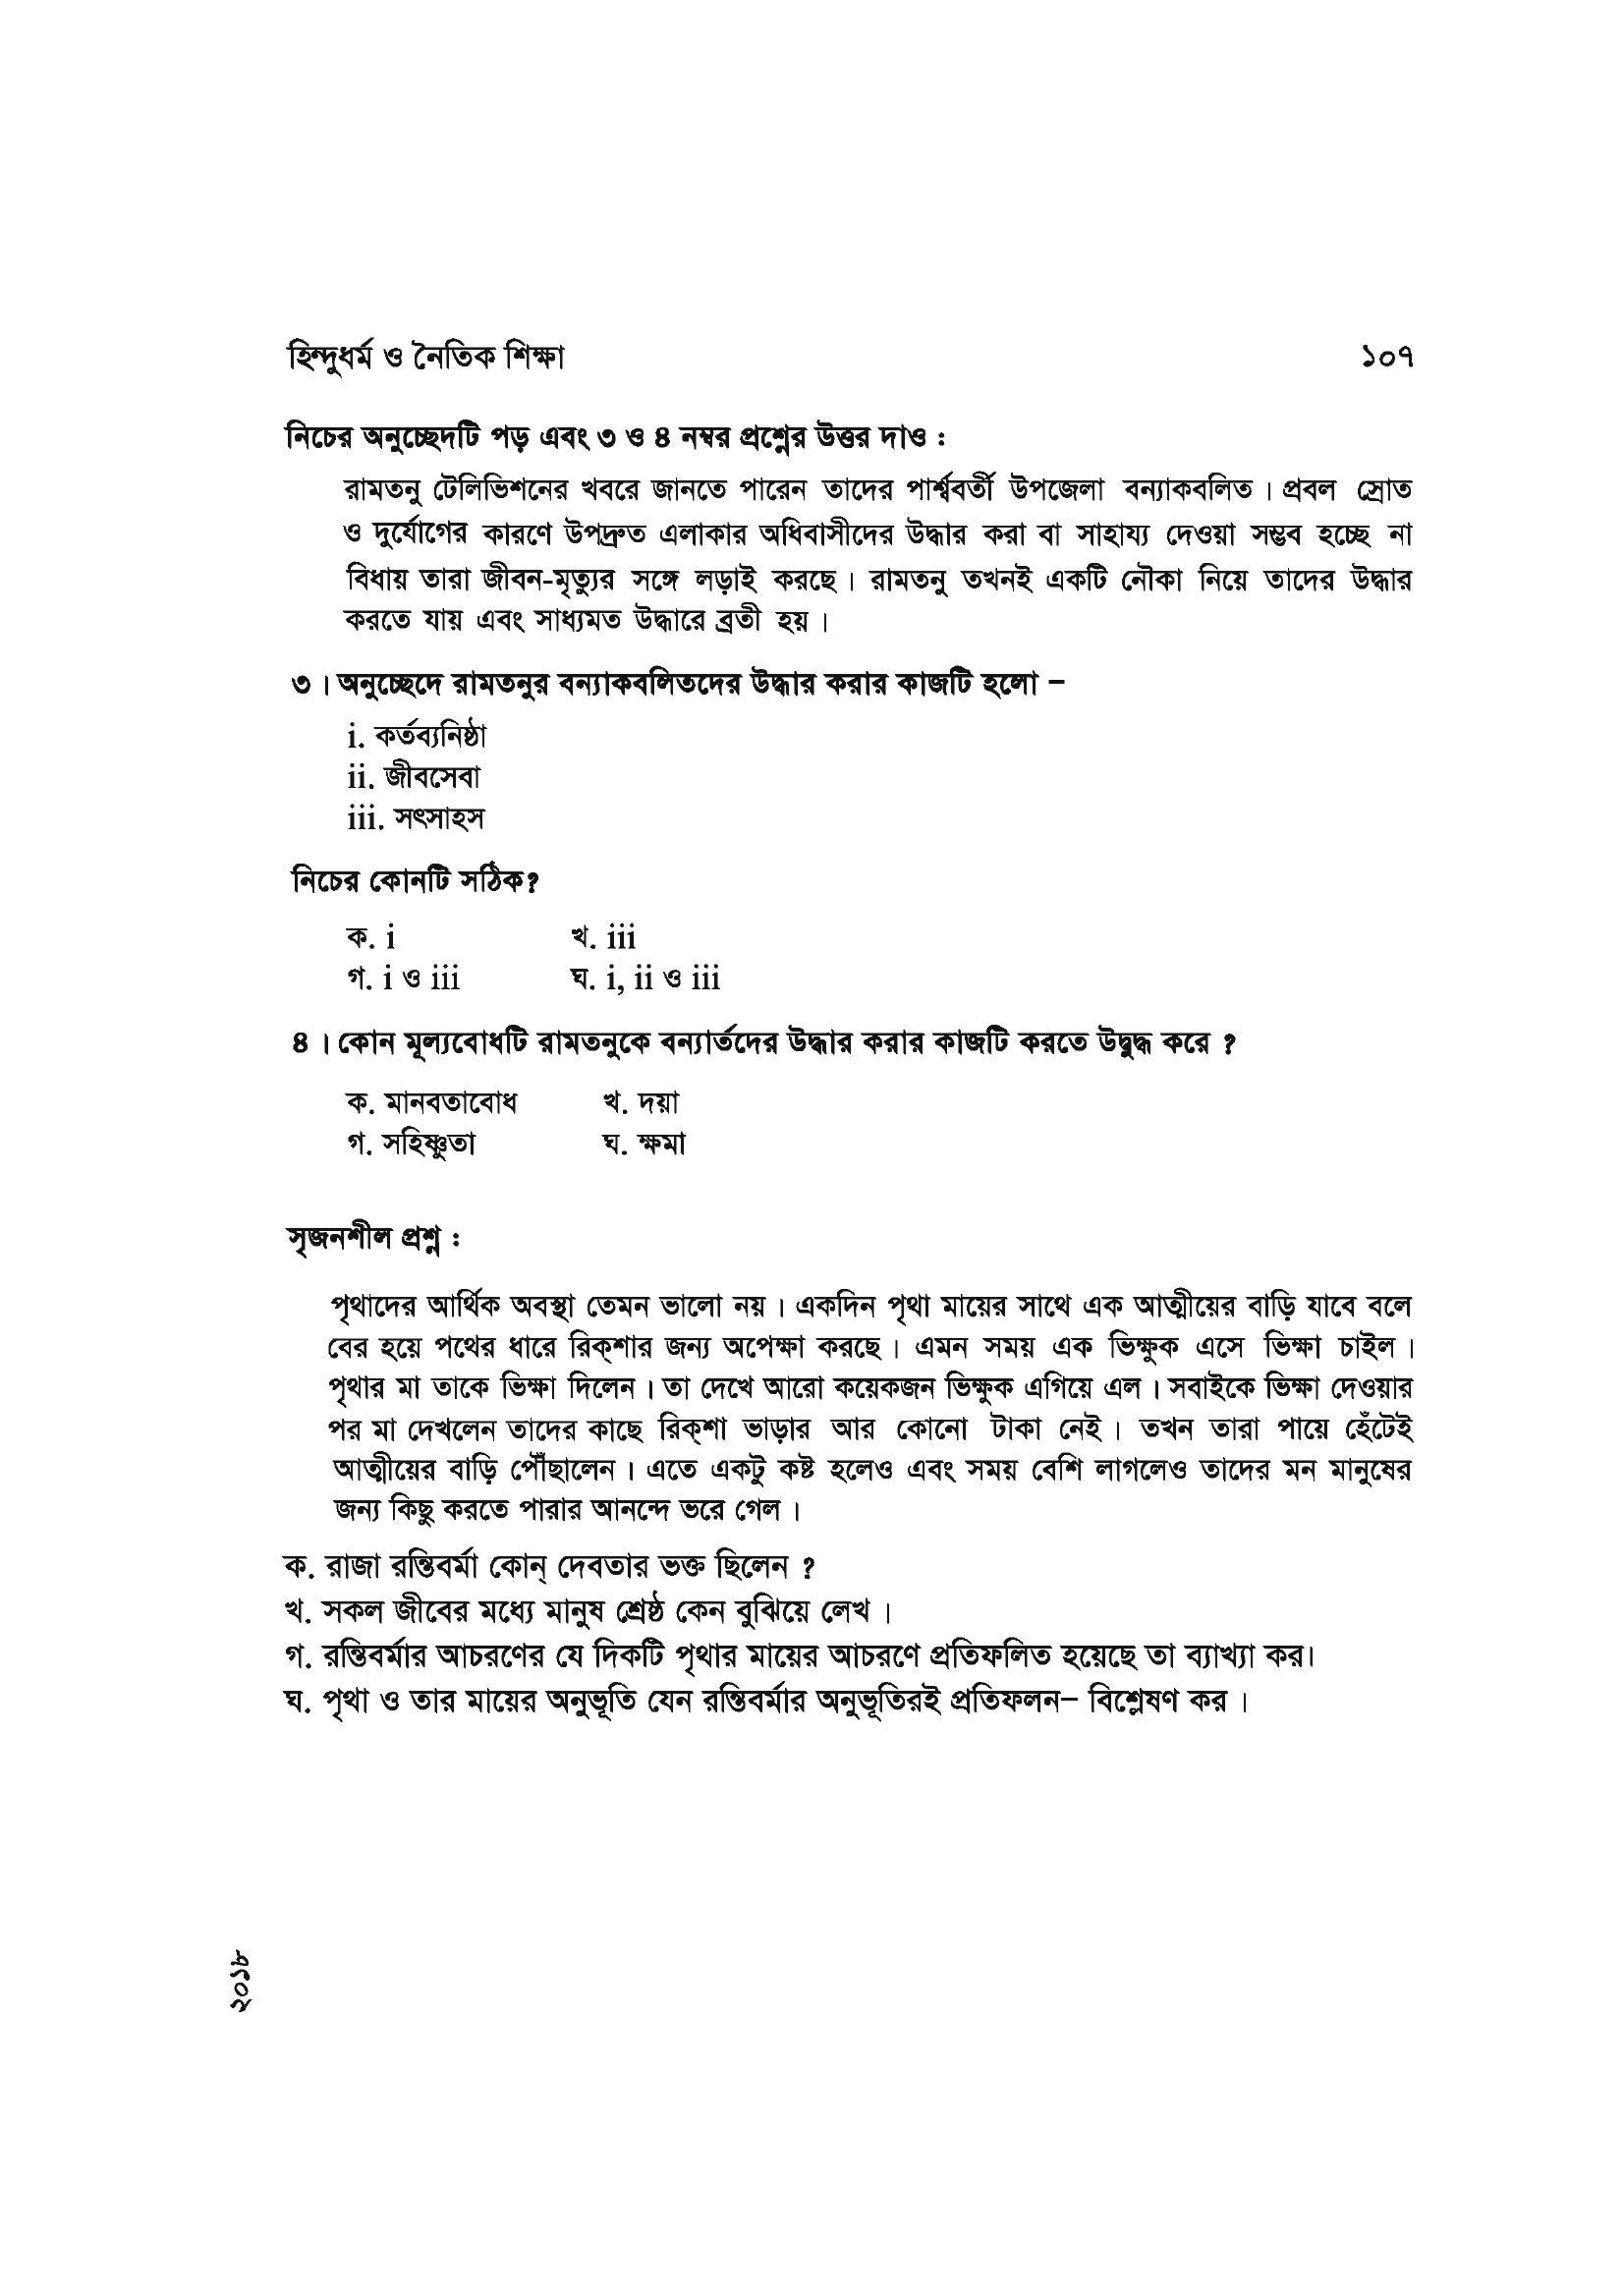 হিন্দুধর্ম ও নৈতিক শিক্ষা ১০৭
নিচের অনুচ্ছেদটি পড় এবং ৩ ও ৪ নম্বর প্রশ্নের উত্তর দাও :
রামতনু টেলিভিশনের খবরে জানতে পারেন তাদের পার্শ্ববর্তী উপজেলা বন্যাকবলিত। প্রবল স্রোত
ও দুর্যোগের কারণে উপদ্রুত এলাকার অধিবাসীদের উদ্ধার করা বা সাহায্য দেওয়া সম্ভব হচ্ছে না
বিধায় তারা জীবন-মৃত্যুর সঙ্গে লড়াই করছে। রামতনু তখনই একটি নৌকা নিয়ে তাদের উদ্ধার
করতে যায় এবং সাধ্যমত উদ্ধারে ব্রতী হয়।
৩। অনুচ্ছেদে রামতনুর বন্যাকবলিতদের উদ্ধার করার কাজটি হলো –
i. কর্তব্যনিষ্ঠা
ii. জীবসেবা
iii. সৎসাহস
নিচের কোনটি সঠিক?
ক. i খ. iii
গ. i ও iii ঘ. i, ii ও iii
৪। কোন মূল্যবোধটি রামতনুকে বন্যার্তদের উদ্ধার করার কাজটি করতে উদ্বুদ্ধ করে ?
ক. মানবতাবোধ খ. দয়া
গ. সহিষ্ণুতা ঘ. ক্ষমা
সৃজনশীল প্রশ্ন :
পৃথাদের আর্থিক অবস্থা তেমন ভালো নয়। একদিন পৃথা মায়ের সাথে এক আত্মীয়ের বাড়ি যাবে বলে
বের হয়ে পথের ধারে রিক্‌শার জন্য অপেক্ষা করছে। এমন সময় এক ভিক্ষুক এসে ভিক্ষা চাইল।
পৃথার মা তাকে ভিক্ষা দিলেন। তা দেখে আরো কয়েকজন ভিক্ষুক এগিয়ে এল। সবাইকে ভিক্ষা দেওয়ার
পর মা দেখলেন তাদের কাছে রিক্‌শা ভাড়ার আর কোনো টাকা নেই। তখন তারা পায়ে হেঁটেই
আত্মীয়ের বাড়ি পৌঁছালেন। এতে একটু কষ্ট হলেও এবং সময় বেশি লাগলেও তাদের মন মানুষের
জন্য কিছু করতে পারার আনন্দে ভরে গেল।
ক. রাজা রন্তিবর্মা কোন্ দেবতার ভক্ত ছিলেন ?
খ. সকল জীবের মধ্যে মানুষ শ্রেষ্ঠ কেন বুঝিয়ে লেখ।
গ. রন্তিবর্মার আচরণের যে দিকটি পৃথার মায়ের আচরণে প্রতিফলিত হয়েছে তা ব্যাখ্যা কর।
ঘ. পৃথা ও তার মায়ের অনুভূতি যেন রন্তিবর্মার অনুভূতিরই প্রতিফলন– বিশ্লেষণ কর।
২০১৮